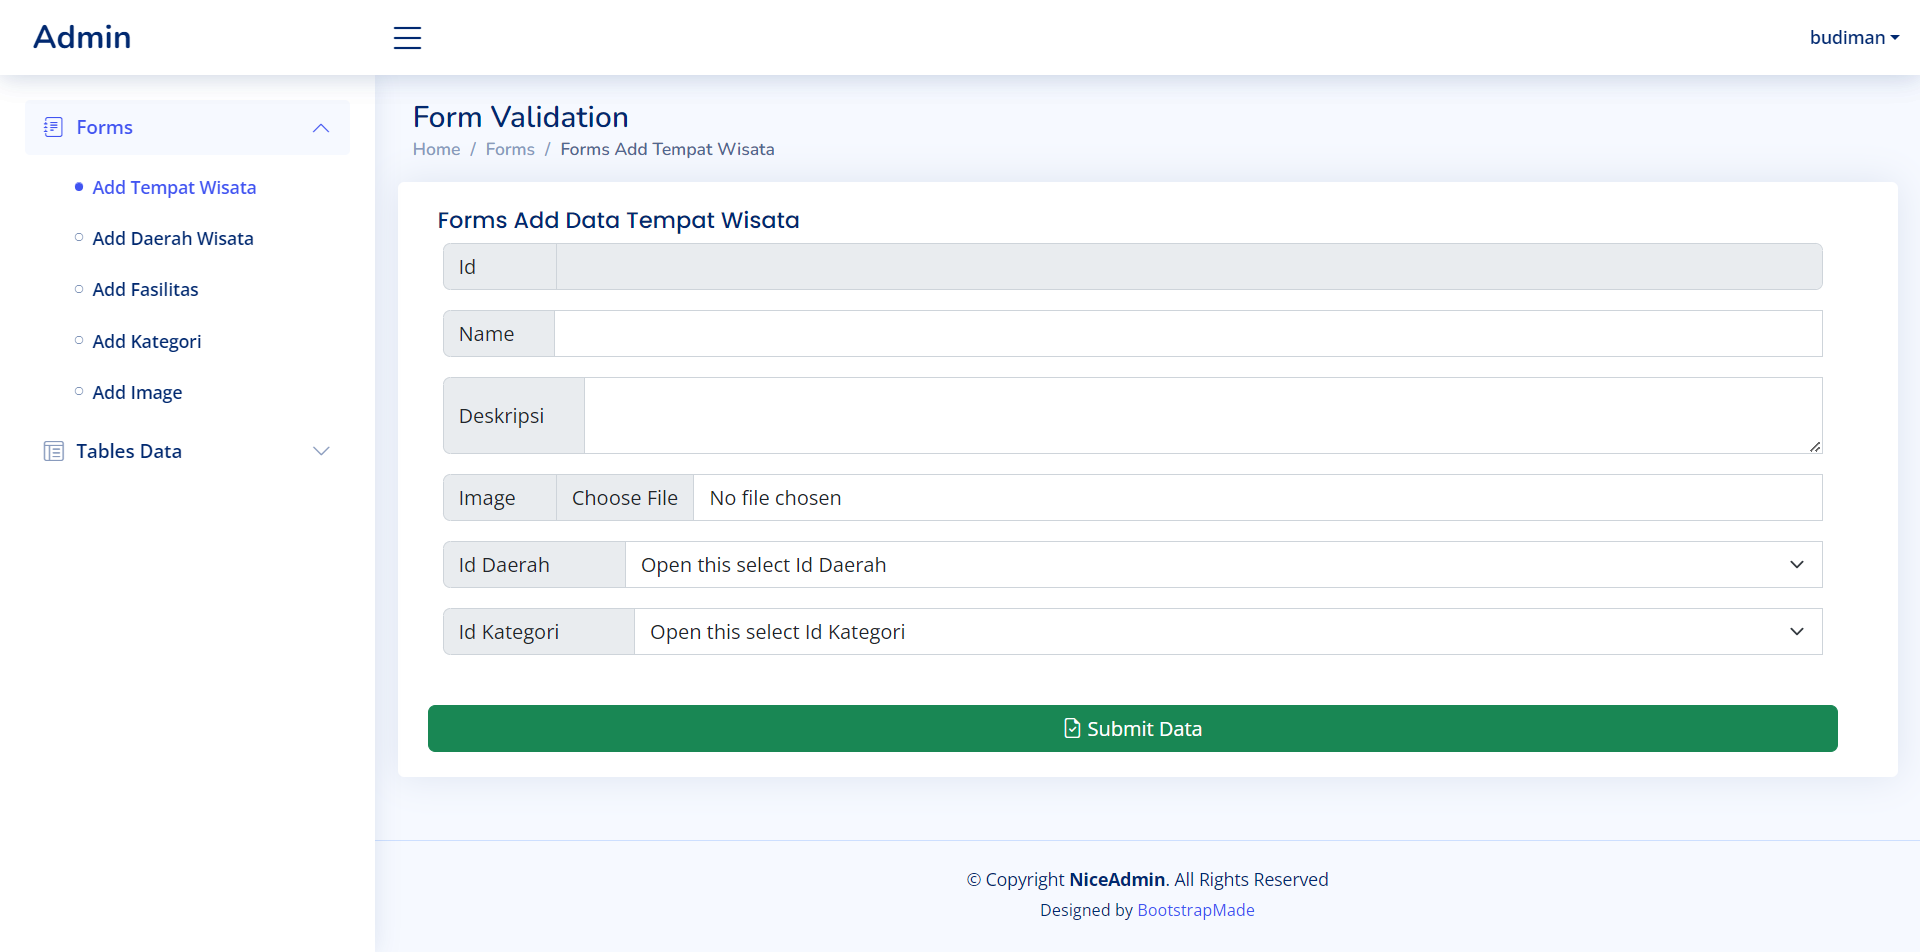 Admin
budiman
Forms
Add Tempat Wisata
Add Daerah Wisata
Add Fasilitas
Add Kategori
Add Image
Tables Data
Form Validation
Home / Forms / Forms Add Tempat Wisata
Forms Add Data Tempat Wisata
Id
Name
Deskripsi
Image Choose File No file chosen
Id Daerah Open this select Id Daerah
Id Kategori Open this select Id Kategori
Submit Data
© Copyright NiceAdmin. All Rights Reserved
Designed by BootstrapMade